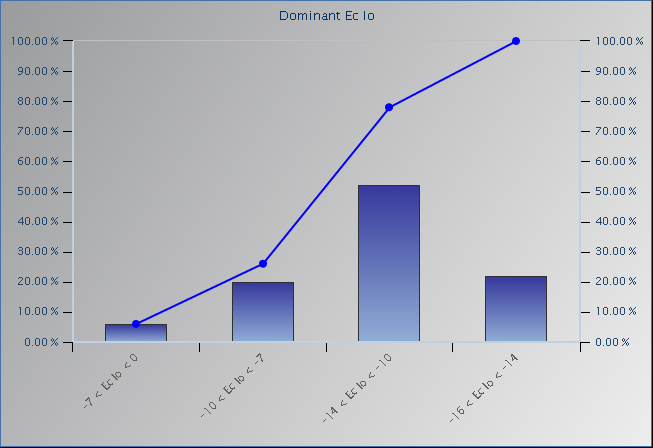 Dominant Ec Io
100.00 % 100.00 %
90.00 % 90.00 %
80.00 % 80.00 %
70.00 % 70.00 %
60.00 % 60.00 %
50.00 % 50.00 %
40.00 % 40.00 %
30.00 % 30.00 %
20.00 % 20.00 %
10.00 % 10.00 %
0.00 % 0.00 %
-7 < Ec Io < 0
-10 < Ec Io < -7
-14 < Ec Io < -10
-16 < Ec Io < -14